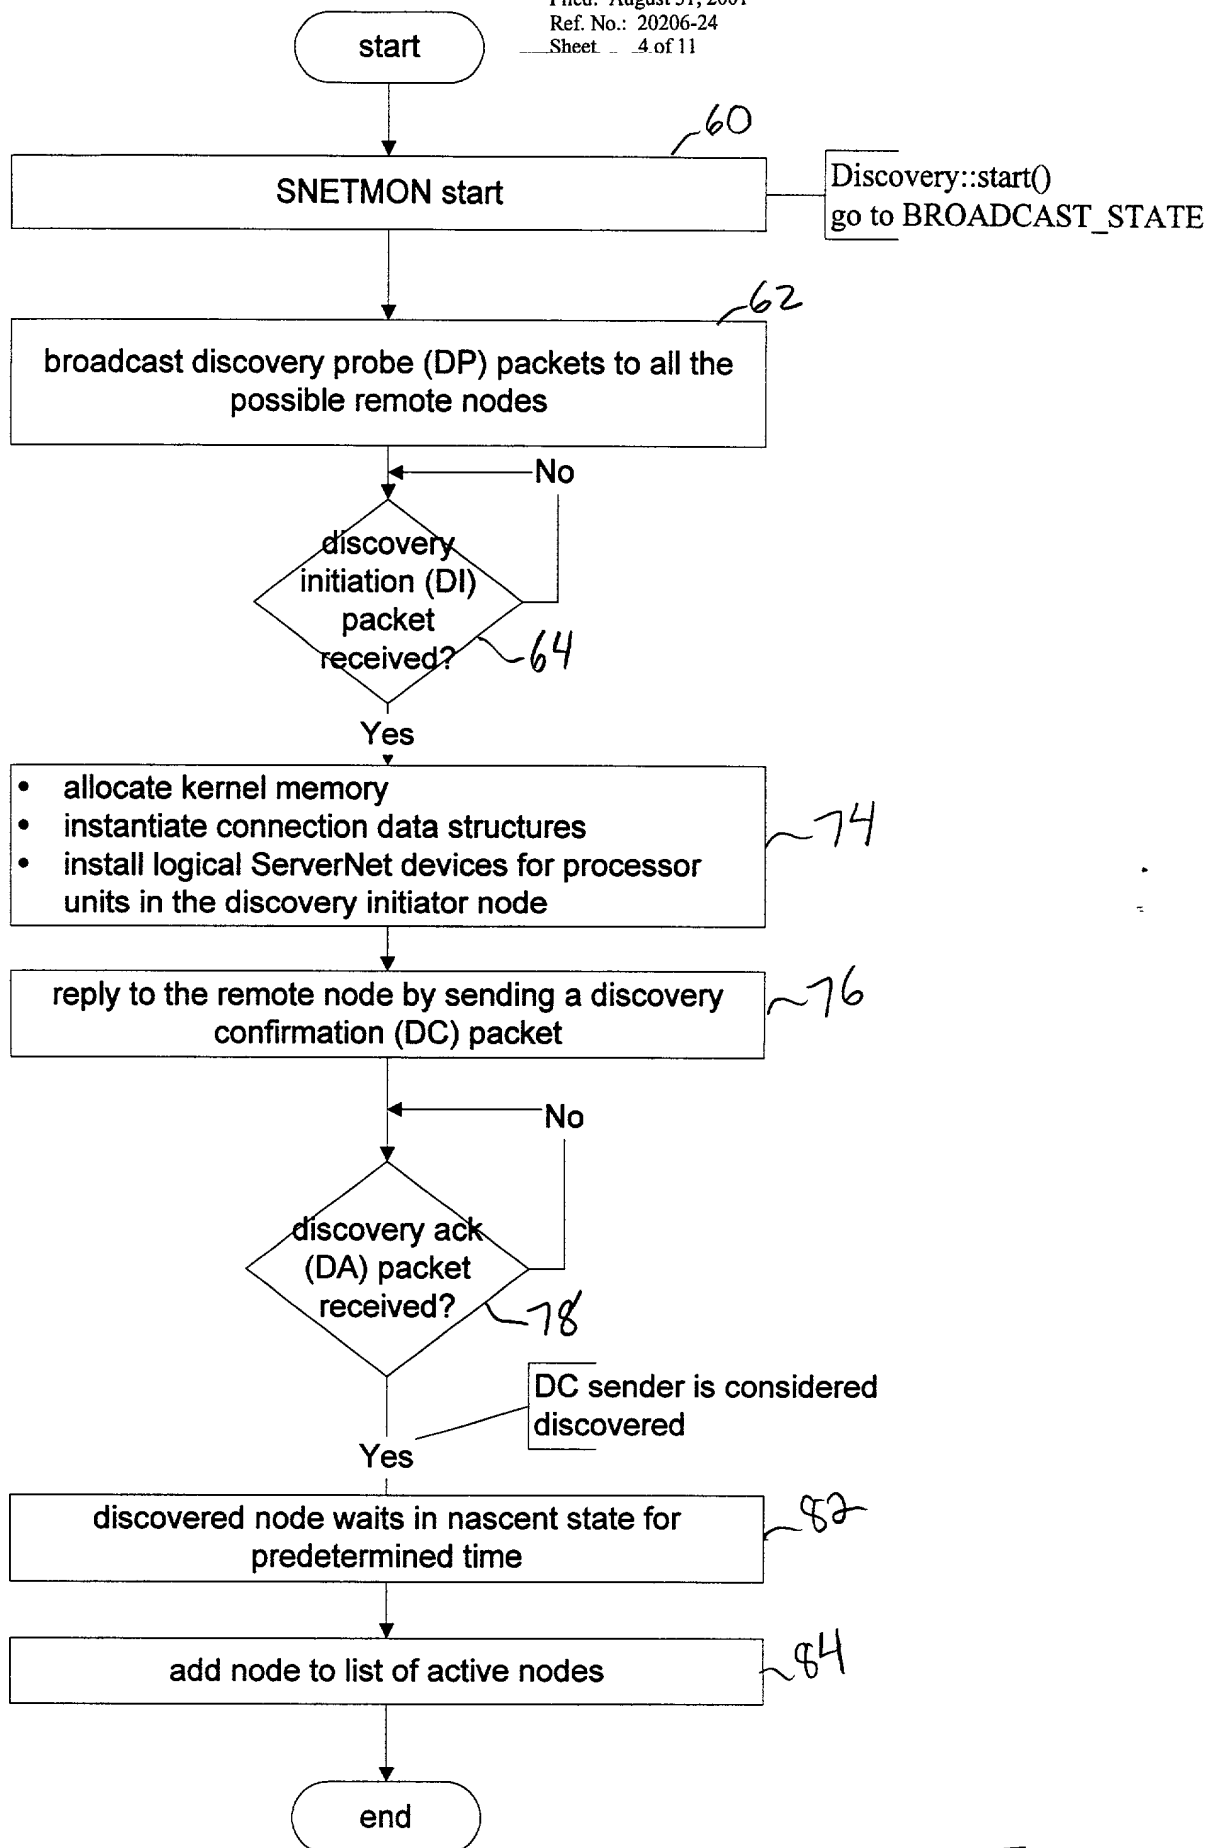 Ref. No.: 20206-24
Sheet 4 of 11
start
60
SNETMON start
Discovery::start()
go to BROADCAST_STATE
62
broadcast discovery probe (DP) packets to all the
possible remote nodes
No
discovery
initiation (DI)
packet
received?
64
Yes
• allocate kernel memory
• instantiate connection data structures
• install logical ServerNet devices for processor
units in the discovery initiator node
74
reply to the remote node by sending a discovery
confirmation (DC) packet
76
No
discovery ack
(DA) packet
received?
78
DC sender is considered
discovered
Yes
discovered node waits in nascent state for
predetermined time
82
add node to list of active nodes
84
end